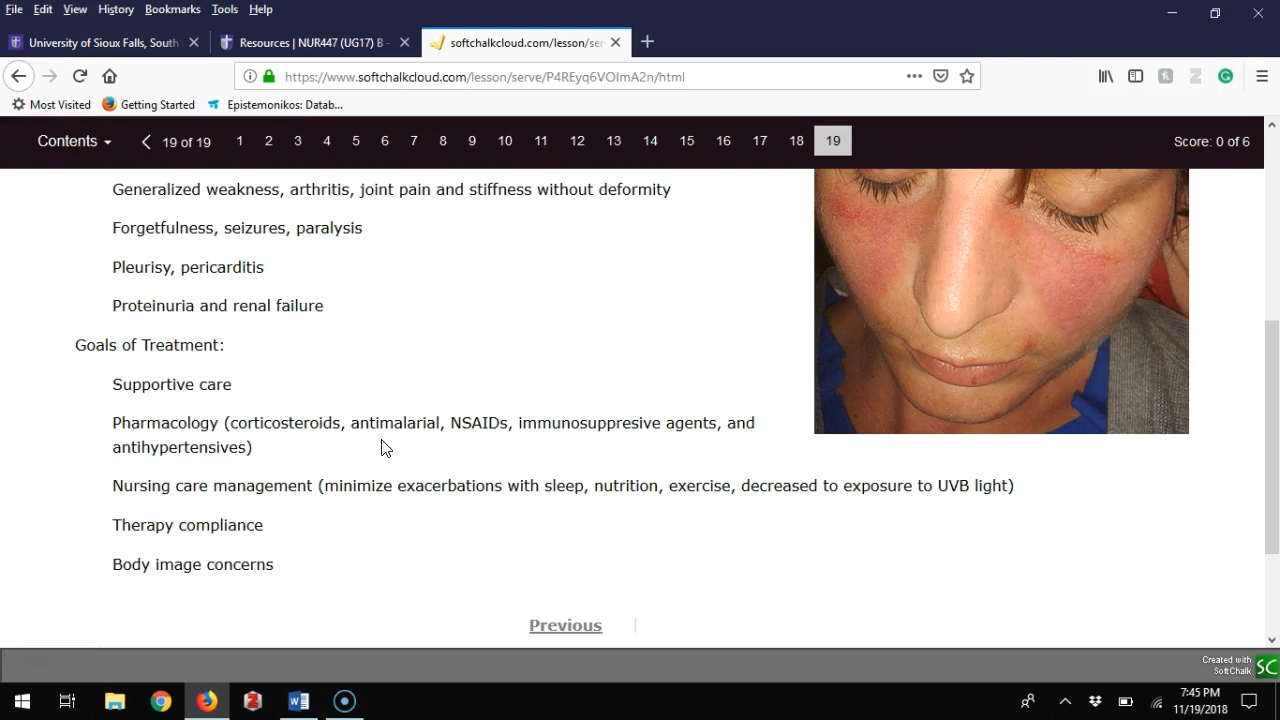 File Edit View History Bookmarks Tools Help
University of Sioux Falls, South
Resources | NUR447 (UG17) B -
softchalkcloud.com/lesson/ser
https://www.softchalkcloud.com/lesson/serve/P4REyq6VOlmA2n/html
Most Visited Getting Started Epistemonikos: Datab...
Contents 19 of 19 1 2 3 4 5 6 7 8 9 10 11 12 13 14 15 16 17 18 19 Score: 0 of 6
Generalized weakness, arthritis, joint pain and stiffness without deformity
Forgetfulness, seizures, paralysis
Pleurisy, pericarditis
Proteinuria and renal failure
Goals of Treatment:
Supportive care
Pharmacology (corticosteroids, antimalarial, NSAIDs, immunosuppresive agents, and
antihypertensives)
Nursing care management (minimize exacerbations with sleep, nutrition, exercise, decreased to exposure to UVB light)
Therapy compliance
Body image concerns
Previous
Created with
SoftChalk
SC
7:45 PM
11/19/2018